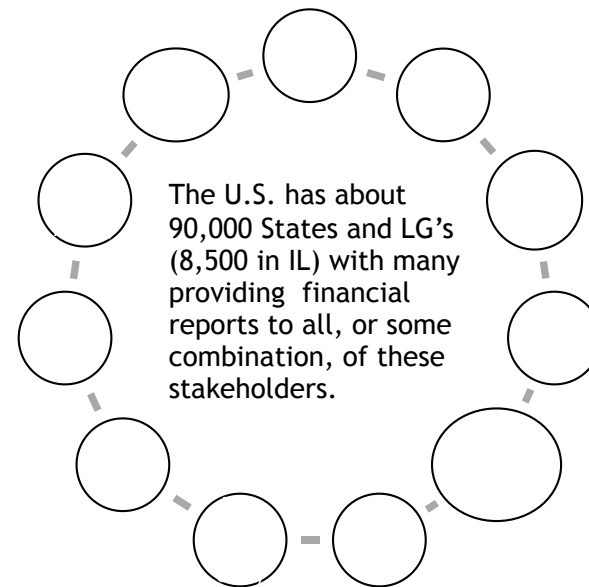 The U.S. has about
90,000 States and LG’s
(8,500 in IL) with many
providing  financial
reports to all, or some
combination, of these
stakeholders.